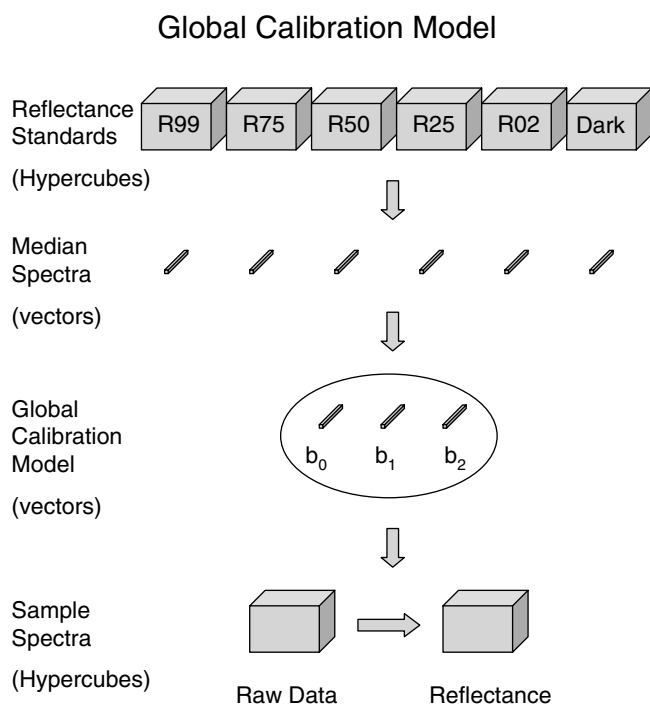 Global Calibration Model
Reflectance
Standards
(Hypercubes)
R99 R75 R50 R25 R02 Dark
Median
Spectra
(vectors)
Global
Calibration
Model
(vectors)
b₀ b₁ b₂
Sample
Spectra
(Hypercubes)
Raw Data Reflectance